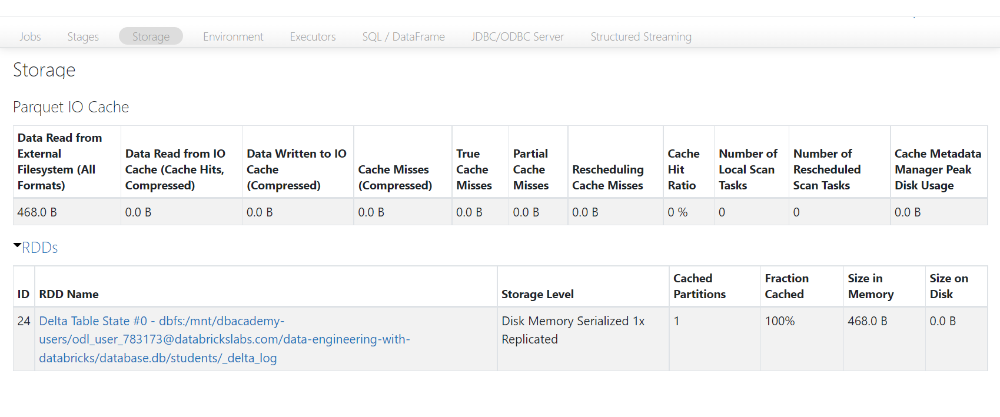 Jobs Stages Storage Environment Executors SQL / DataFrame JDBC/ODBC Server Structured Streaming
Storage
Parquet IO Cache
Data Read from
External
Filesystem (All
Formats)
Data Read from IO
Cache (Cache Hits,
Compressed)
Data Written to IO
Cache
(Compressed)
Cache Misses
(Compressed)
True
Cache
Misses
Partial
Cache
Misses
Rescheduling
Cache Misses
Cache
Hit
Ratio
Number of
Local Scan
Tasks
Number of
Rescheduled
Scan Tasks
Cache Metadata
Manager Peak
Disk Usage
468.0 B 0.0 B 0.0 B 0.0 B 0.0 B 0.0 B 0.0 B 0 % 0 0 0.0 B
RDDs
ID
RDD Name
Storage Level
Cached
Partitions
Fraction
Cached
Size in
Memory
Size on
Disk
24
Delta Table State #0 - dbfs:/mnt/dbacademy-
users/odl_user_783173@databrickslabs.com/data-engineering-with-
databricks/database.db/students/_delta_log
Disk Memory Serialized 1x
Replicated
1
100%
468.0 B
0.0 B